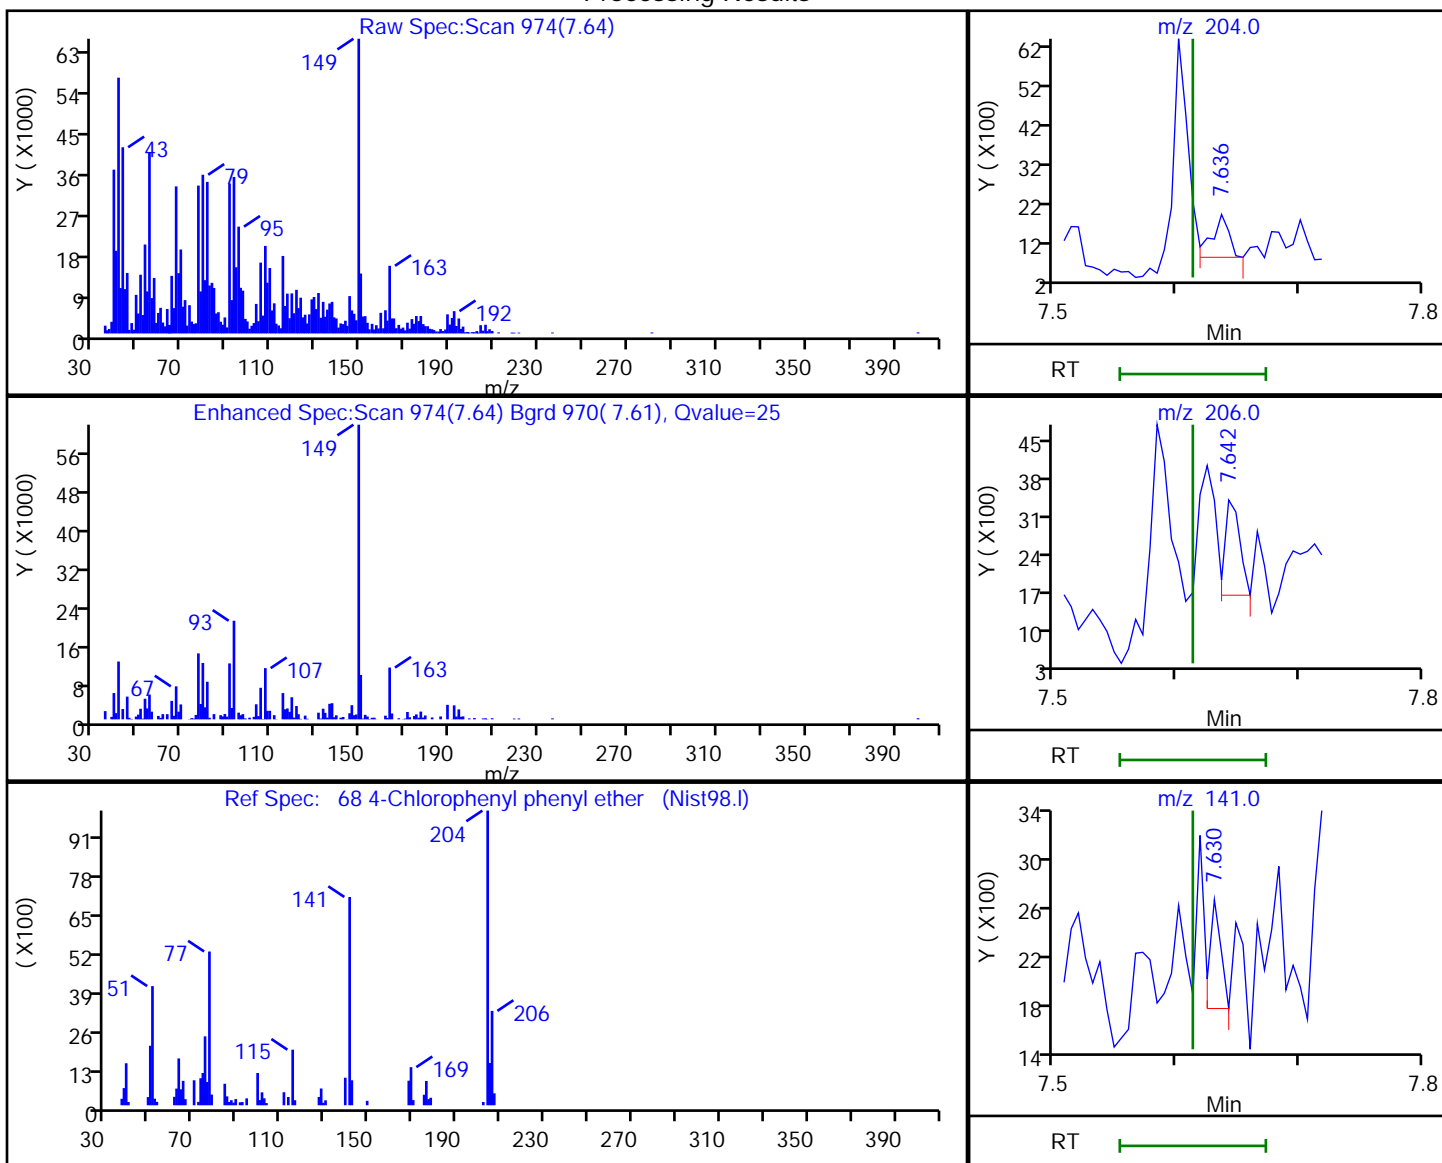 Processing Results
Raw Spec:Scan 974(7.64)
Y ( X1000)
63
54
45
36
27
18
9
0
149
43
79
95
163
192
30 70 110 150 190 230 270 310 350 390
m/z
m/z 204.0
Y ( X100)
62
52
42
32
22
12
2
7.636
7.5 7.8
Min
RT
Enhanced Spec:Scan 974(7.64) Bgrd 970( 7.61), Qvalue=25
Y ( X1000)
56
48
40
32
24
16
8
0
149
93
67
107
163
30 70 110 150 190 230 270 310 350 390
m/z
m/z 206.0
Y ( X100)
45
38
31
24
17
10
3
7.642
7.5 7.8
Min
RT
Ref Spec: 68 4-Chlorophenyl phenyl ether (Nist98.l)
( X100)
91
78
65
52
39
26
13
0
204
141
77
51
206
115
169
30 70 110 150 190 230 270 310 350 390
m/z 141.0
Y ( X100)
34
30
26
22
18
14
7.630
7.5 7.8
Min
RT